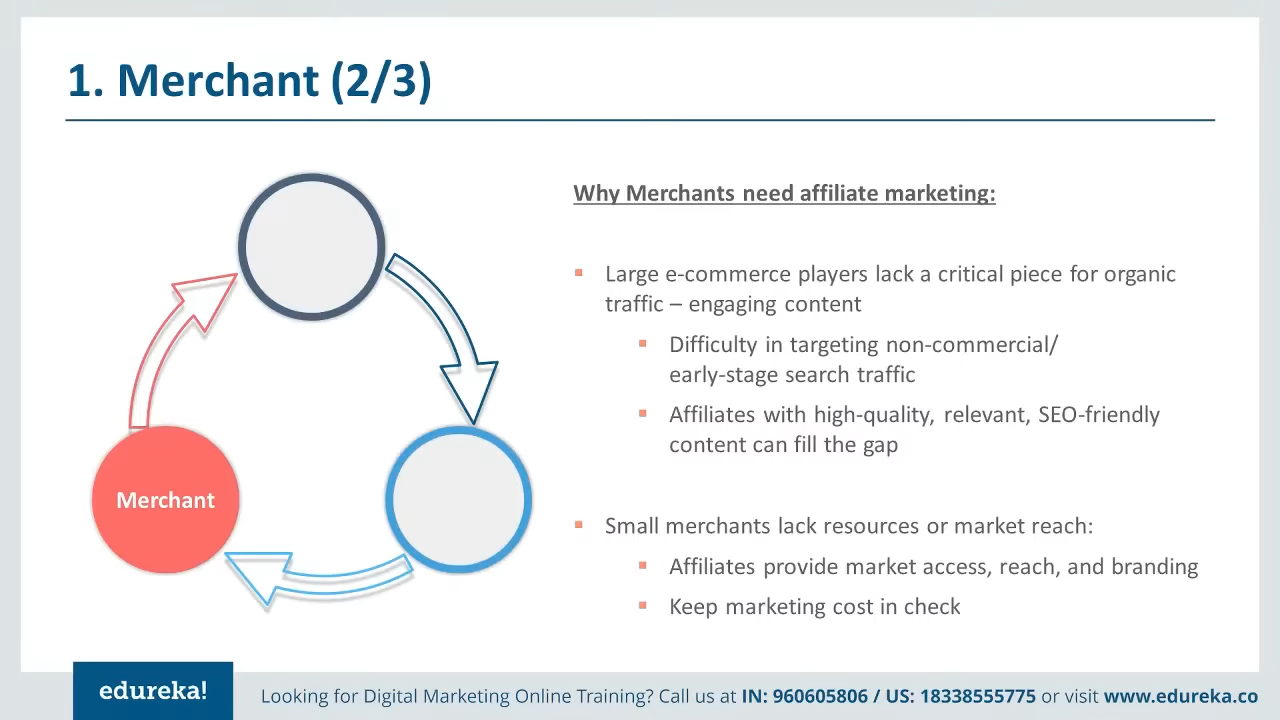 1. Merchant (2/3)
Why Merchants need affiliate marketing:
Large e-commerce players lack a critical piece for organic
traffic – engaging content
Difficulty in targeting non-commercial/
early-stage search traffic
Affiliates with high-quality, relevant, SEO-friendly
content can fill the gap
Merchant
Small merchants lack resources or market reach:
Affiliates provide market access, reach, and branding
Keep marketing cost in check
edureka!
Looking for Digital Marketing Online Training? Call us at IN: 960605806 / US: 18338555775 or visit www.edureka.co